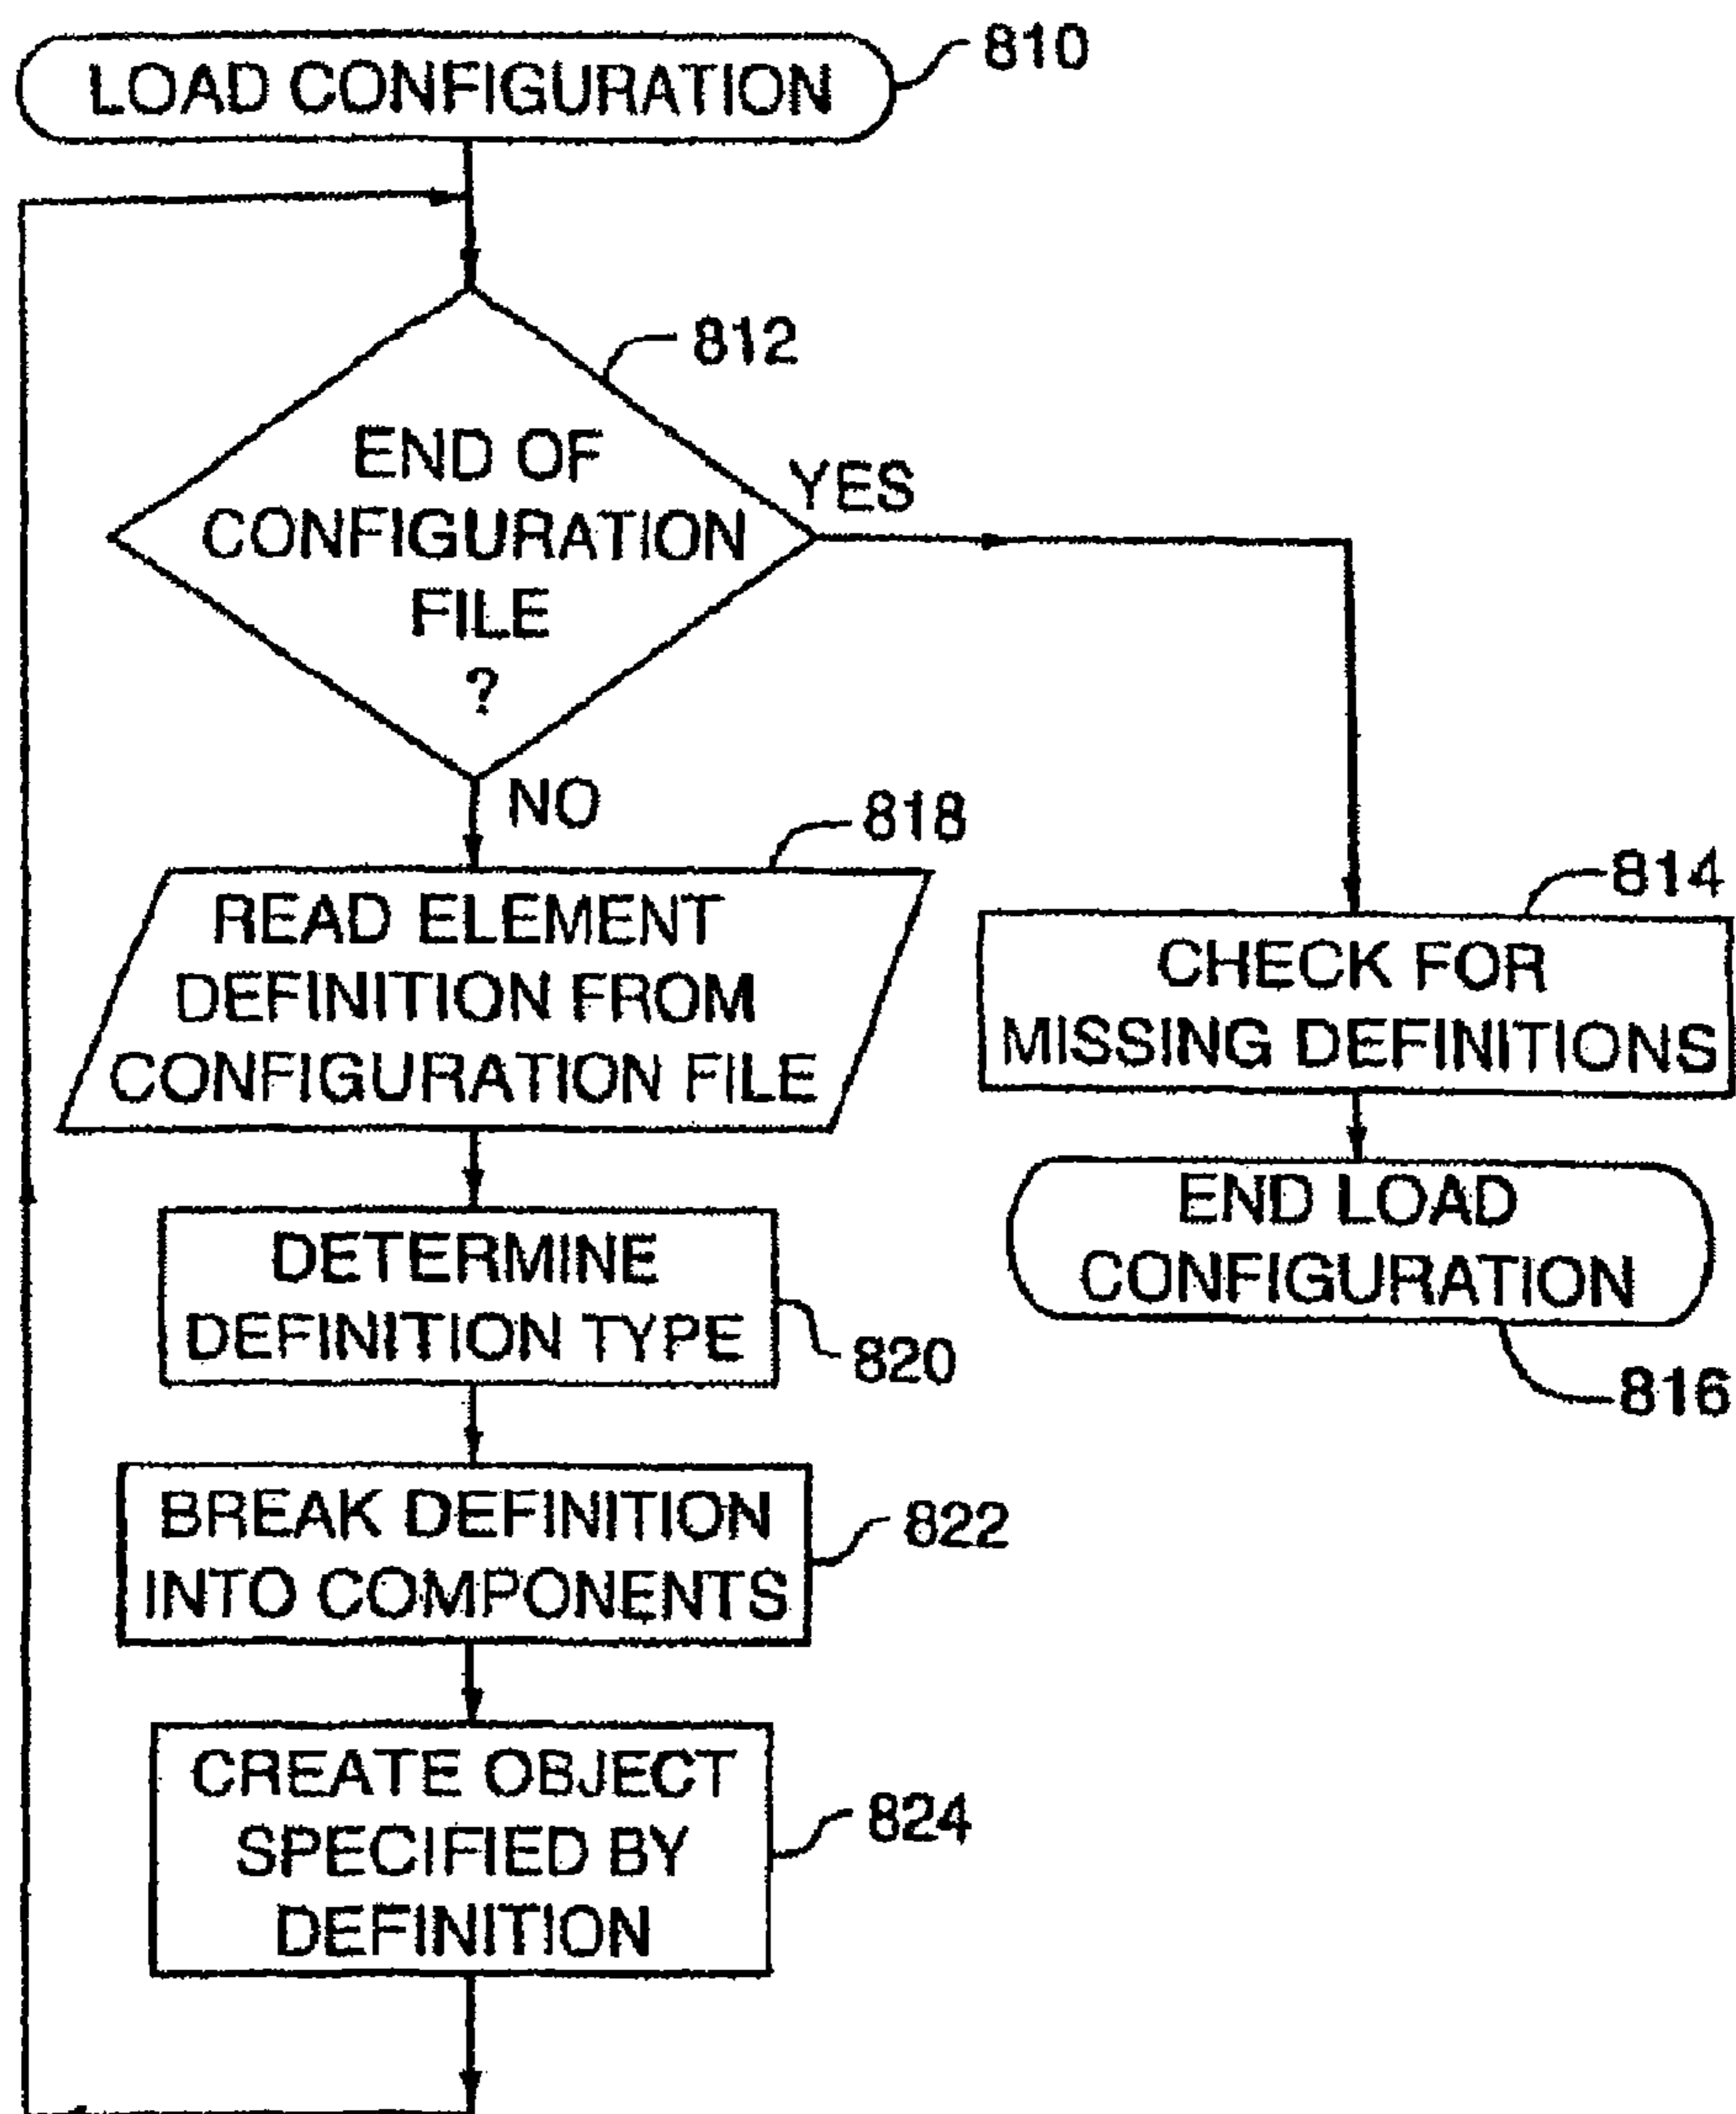 LOAD CONFIGURATION
810
812
END OF
CONFIGURATION
FILE
?
YES
NO
818
READ ELEMENT
DEFINITION FROM
CONFIGURATION FILE
814
CHECK FOR
MISSING DEFINITIONS
END LOAD
CONFIGURATION
816
DETERMINE
DEFINITION TYPE
820
BREAK DEFINITION
INTO COMPONENTS
822
CREATE OBJECT
SPECIFIED BY
DEFINITION
824